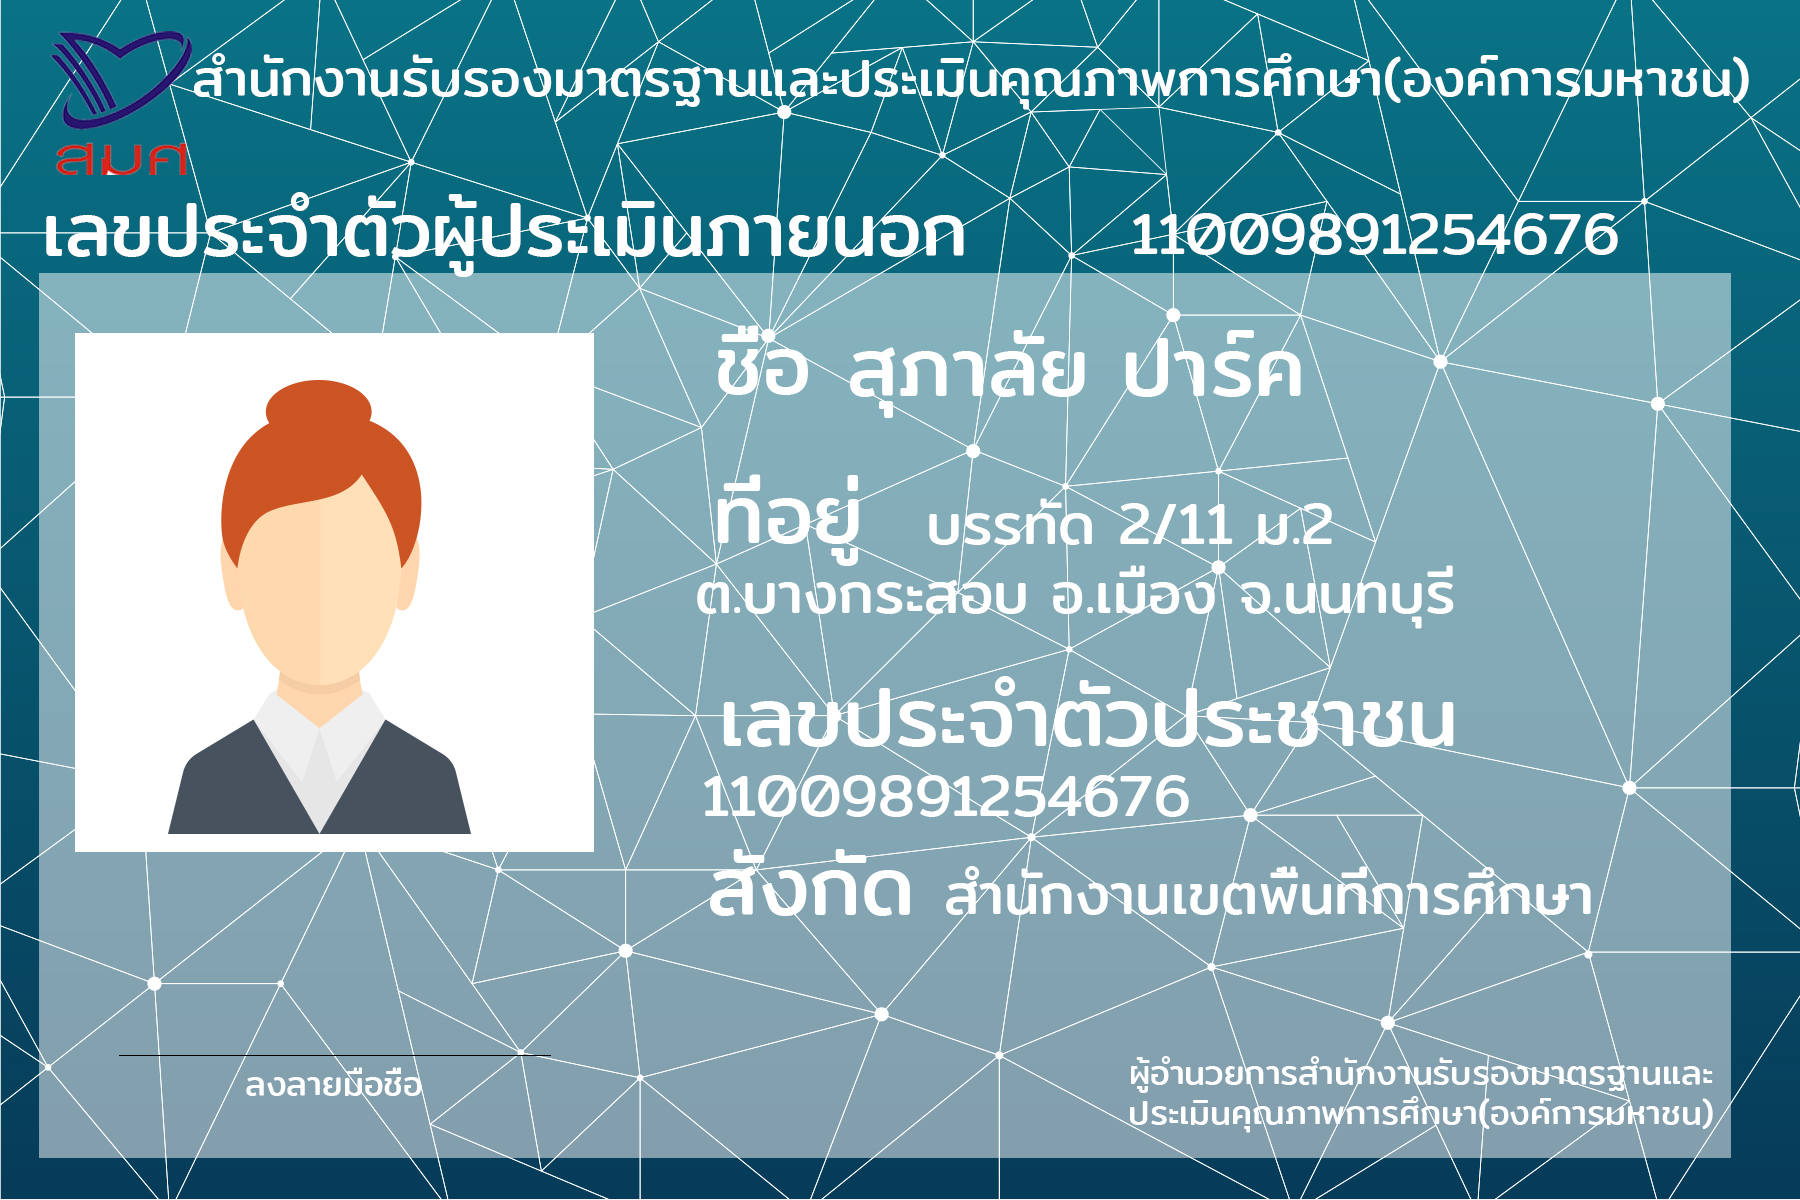 สำนักงานรับรองมาตรฐานและประเมินคุณภาพการศึกษา(องค์การมหาชน)
สมศ
เลขประจำตัวผู้ประเมินภายนอก 11009891254676
ชื่อ สุภาลัย ปาร์ค
ที่อยู่ บรรทัด 2/11 ม.2
ต.บางกระสอบ อ.เมือง จ.นนทบุรี
เลขประจำตัวประชาชน
11009891254676
สังกัด สำนักงานเขตพื้นที่การศึกษา
ลงลายมือชื่อ
ผู้อำนวยการสำนักงานรับรองมาตรฐานและ
ประเมินคุณภาพการศึกษา(องค์การมหาชน)